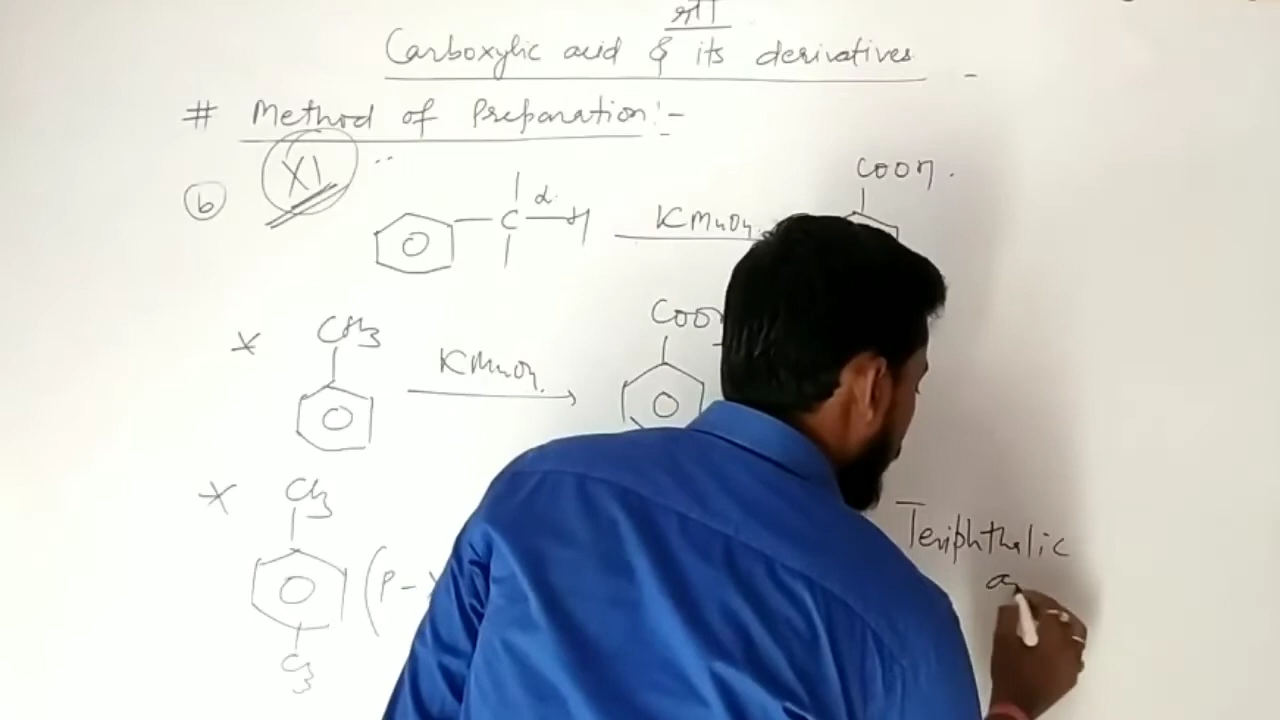 श्री
Carboxylic acid & its derivatives
# Method of Preparation :-
XI
b
C α H
KMnO4
COOH
* CH3
KMnO4
COOH
* CH3
(P-
CH3
Teriphthalic